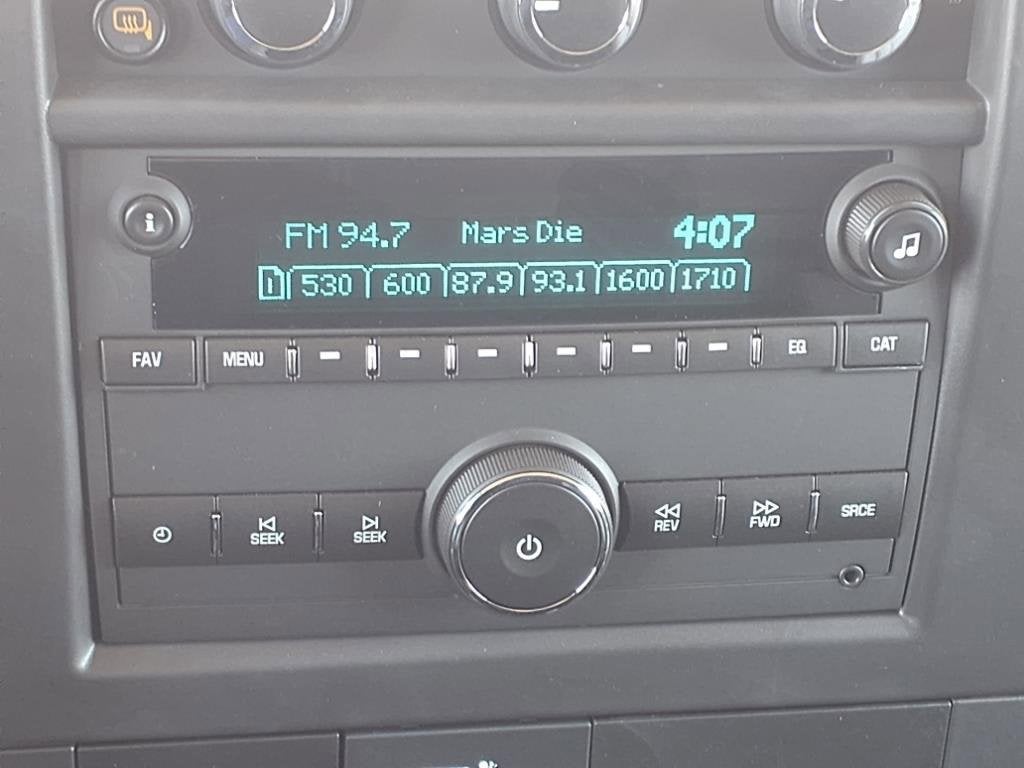 i
FM 94.7 Mars Die 4:07
1 530 600 87.9 93.1 1600 1710
FAV MENU EQ CAT
SEEK SEEK REV FWD SRCE